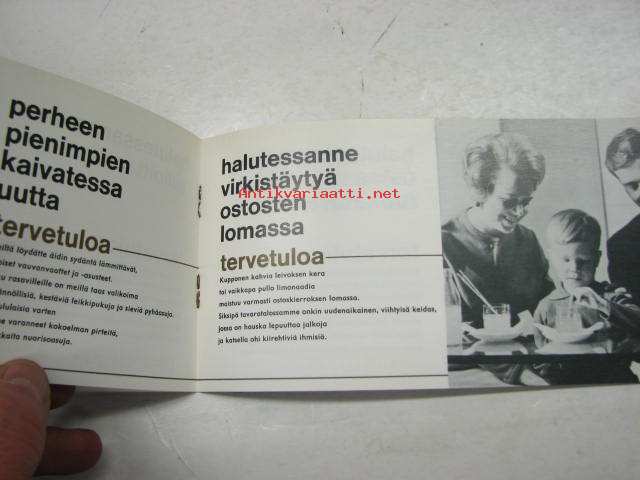 perheen
pienimpien
kaivatessa
uutta
tervetuloa
löydätte äidin sydäntä lämmittävät,
vauvanvaatteet ja -asusteet.
rasavilleille on meillä taas valikoima
kestäviä leikkipukuja ja sieviä pyhäasuja.
varten
varanneet kokoelman pirteitä,
nuorisoasuja.
halutessanne
virkistäytyä
ostosten
lomassa
tervetuloa
Kupponen kahvia leivoksen kera
tai vaikkapa pullo limonaadia
maistuu varmasti ostoskierroksen lomassa.
Siksipä tavaratalossamme onkin uudenaikainen, viihtyisä keidas,
jossa on hauska lepuuttaa jalkoja
ja katsella ohi kiirehtiviä ihmisiä.
Antikvariaatti.net